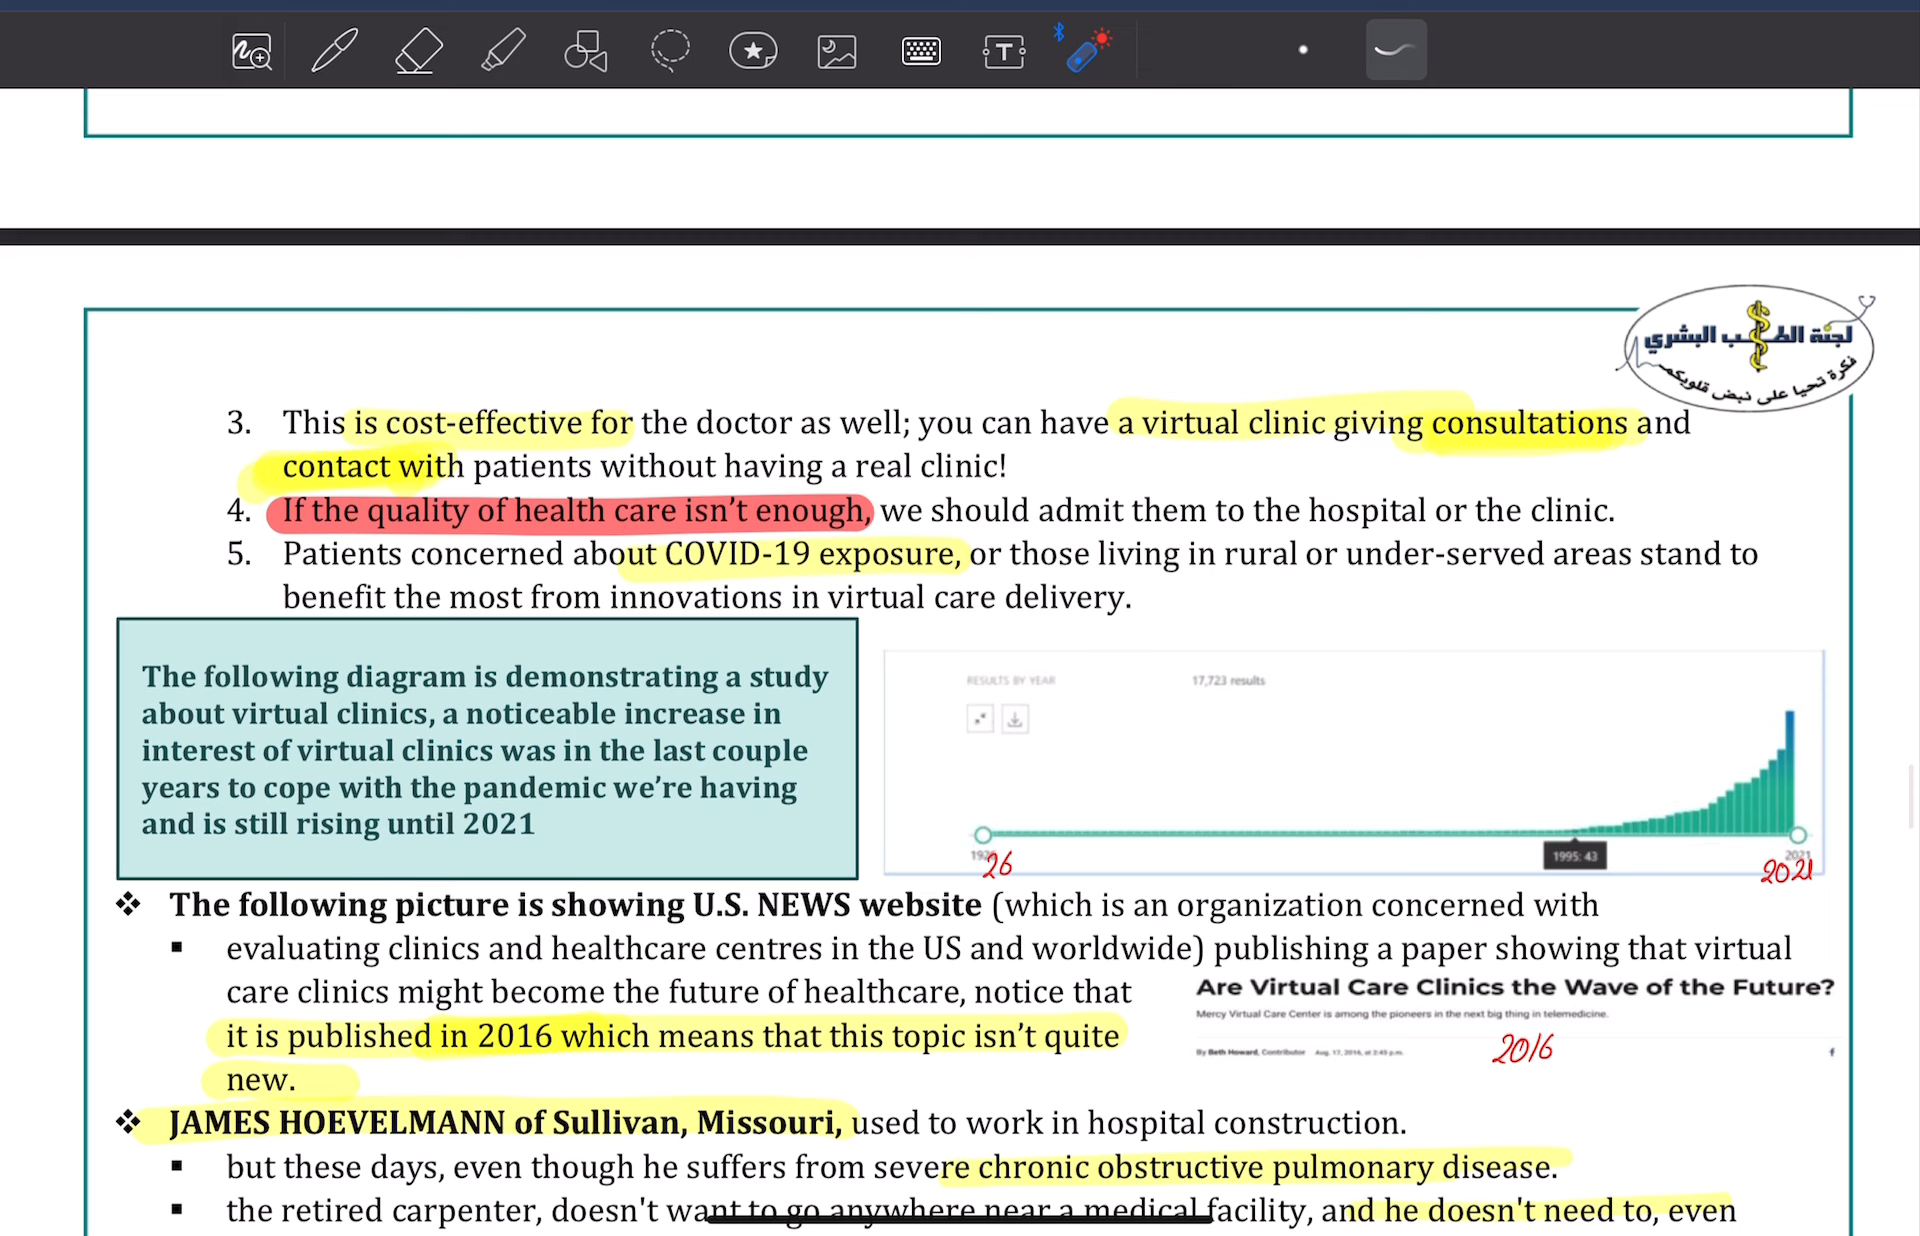 لجنة الطب البشري
فكرة تحيا على نبض قلوبكم
3. This is cost-effective for the doctor as well; you can have a virtual clinic giving consultations and
contact with patients without having a real clinic!
4. If the quality of health care isn't enough, we should admit them to the hospital or the clinic.
5. Patients concerned about COVID-19 exposure, or those living in rural or under-served areas stand to
benefit the most from innovations in virtual care delivery.
The following diagram is demonstrating a study
about virtual clinics, a noticeable increase in
interest of virtual clinics was in the last couple
years to cope with the pandemic we're having
and is still rising until 2021
RESULTS BY YEAR 17,723 results
1995: 43
26
2021
2021
❖ The following picture is showing U.S. NEWS website (which is an organization concerned with
▪ evaluating clinics and healthcare centres in the US and worldwide) publishing a paper showing that virtual
care clinics might become the future of healthcare, notice that
it is published in 2016 which means that this topic isn't quite
new.
Are Virtual Care Clinics the Wave of the Future?
Mercy Virtual Care Center is among the pioneers in the next big thing in telemedicine.
By Beth Howard, Contributor Aug. 17, 2016, at 2:45 p.m.
2016
❖ JAMES HOEVELMANN of Sullivan, Missouri, used to work in hospital construction.
▪ but these days, even though he suffers from severe chronic obstructive pulmonary disease.
▪ the retired carpenter, doesn't want to go anywhere near a medical facility, and he doesn't need to, even